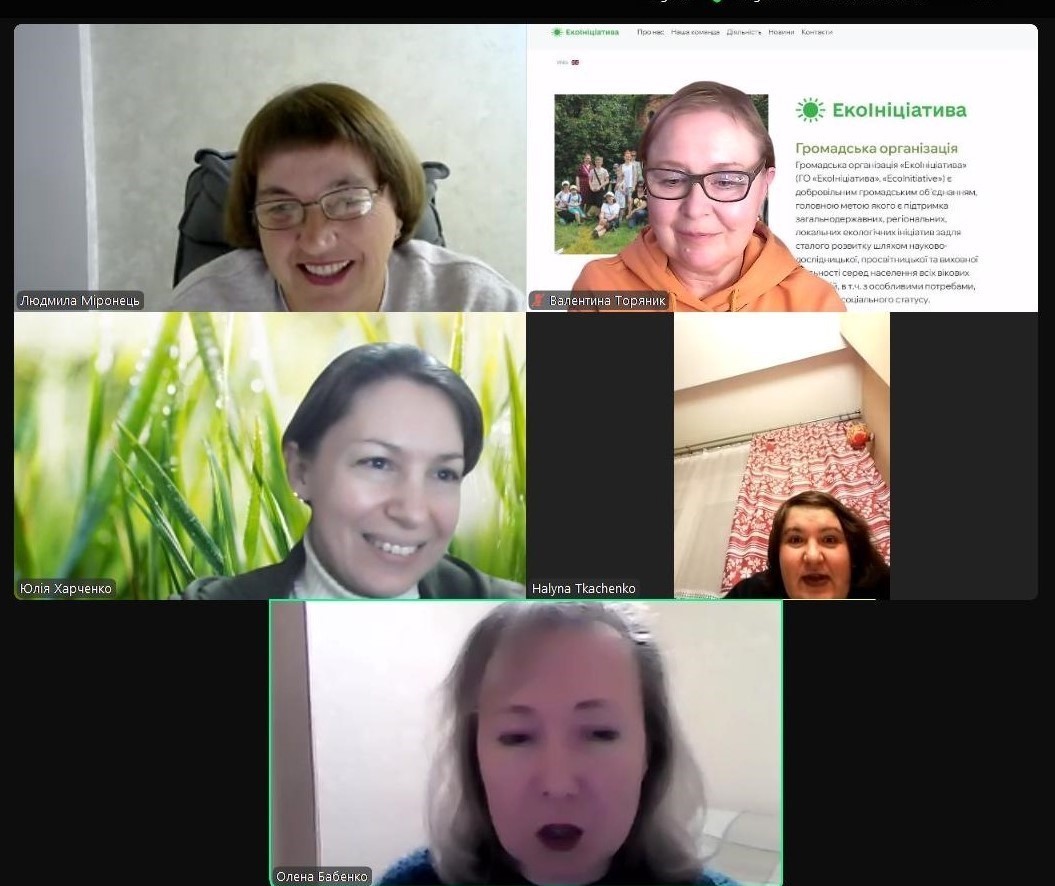 ЕкоІніціатива
Про нас Наша команда Діяльність Новини Контакти
ЕкоІніціатива
Громадська організація
Громадська організація «ЕкоІніціатива»
(ГО «ЕкоІніціатива», «EcoInitiative») є
добровільним громадським об'єднанням,
головною метою якого є підтримка
загальнодержавних, регіональних,
локальних екологічних ініціатив задля
сталого розвитку шляхом науково-
дослідницької, просвітницької та виховної
серед населення всіх вікових
в т.ч. з особливими потребами,
соціального статусу.
Людмила Міронець
Валентина Торяник
Юлія Харченко
Halyna Tkachenko
Олена Бабенко